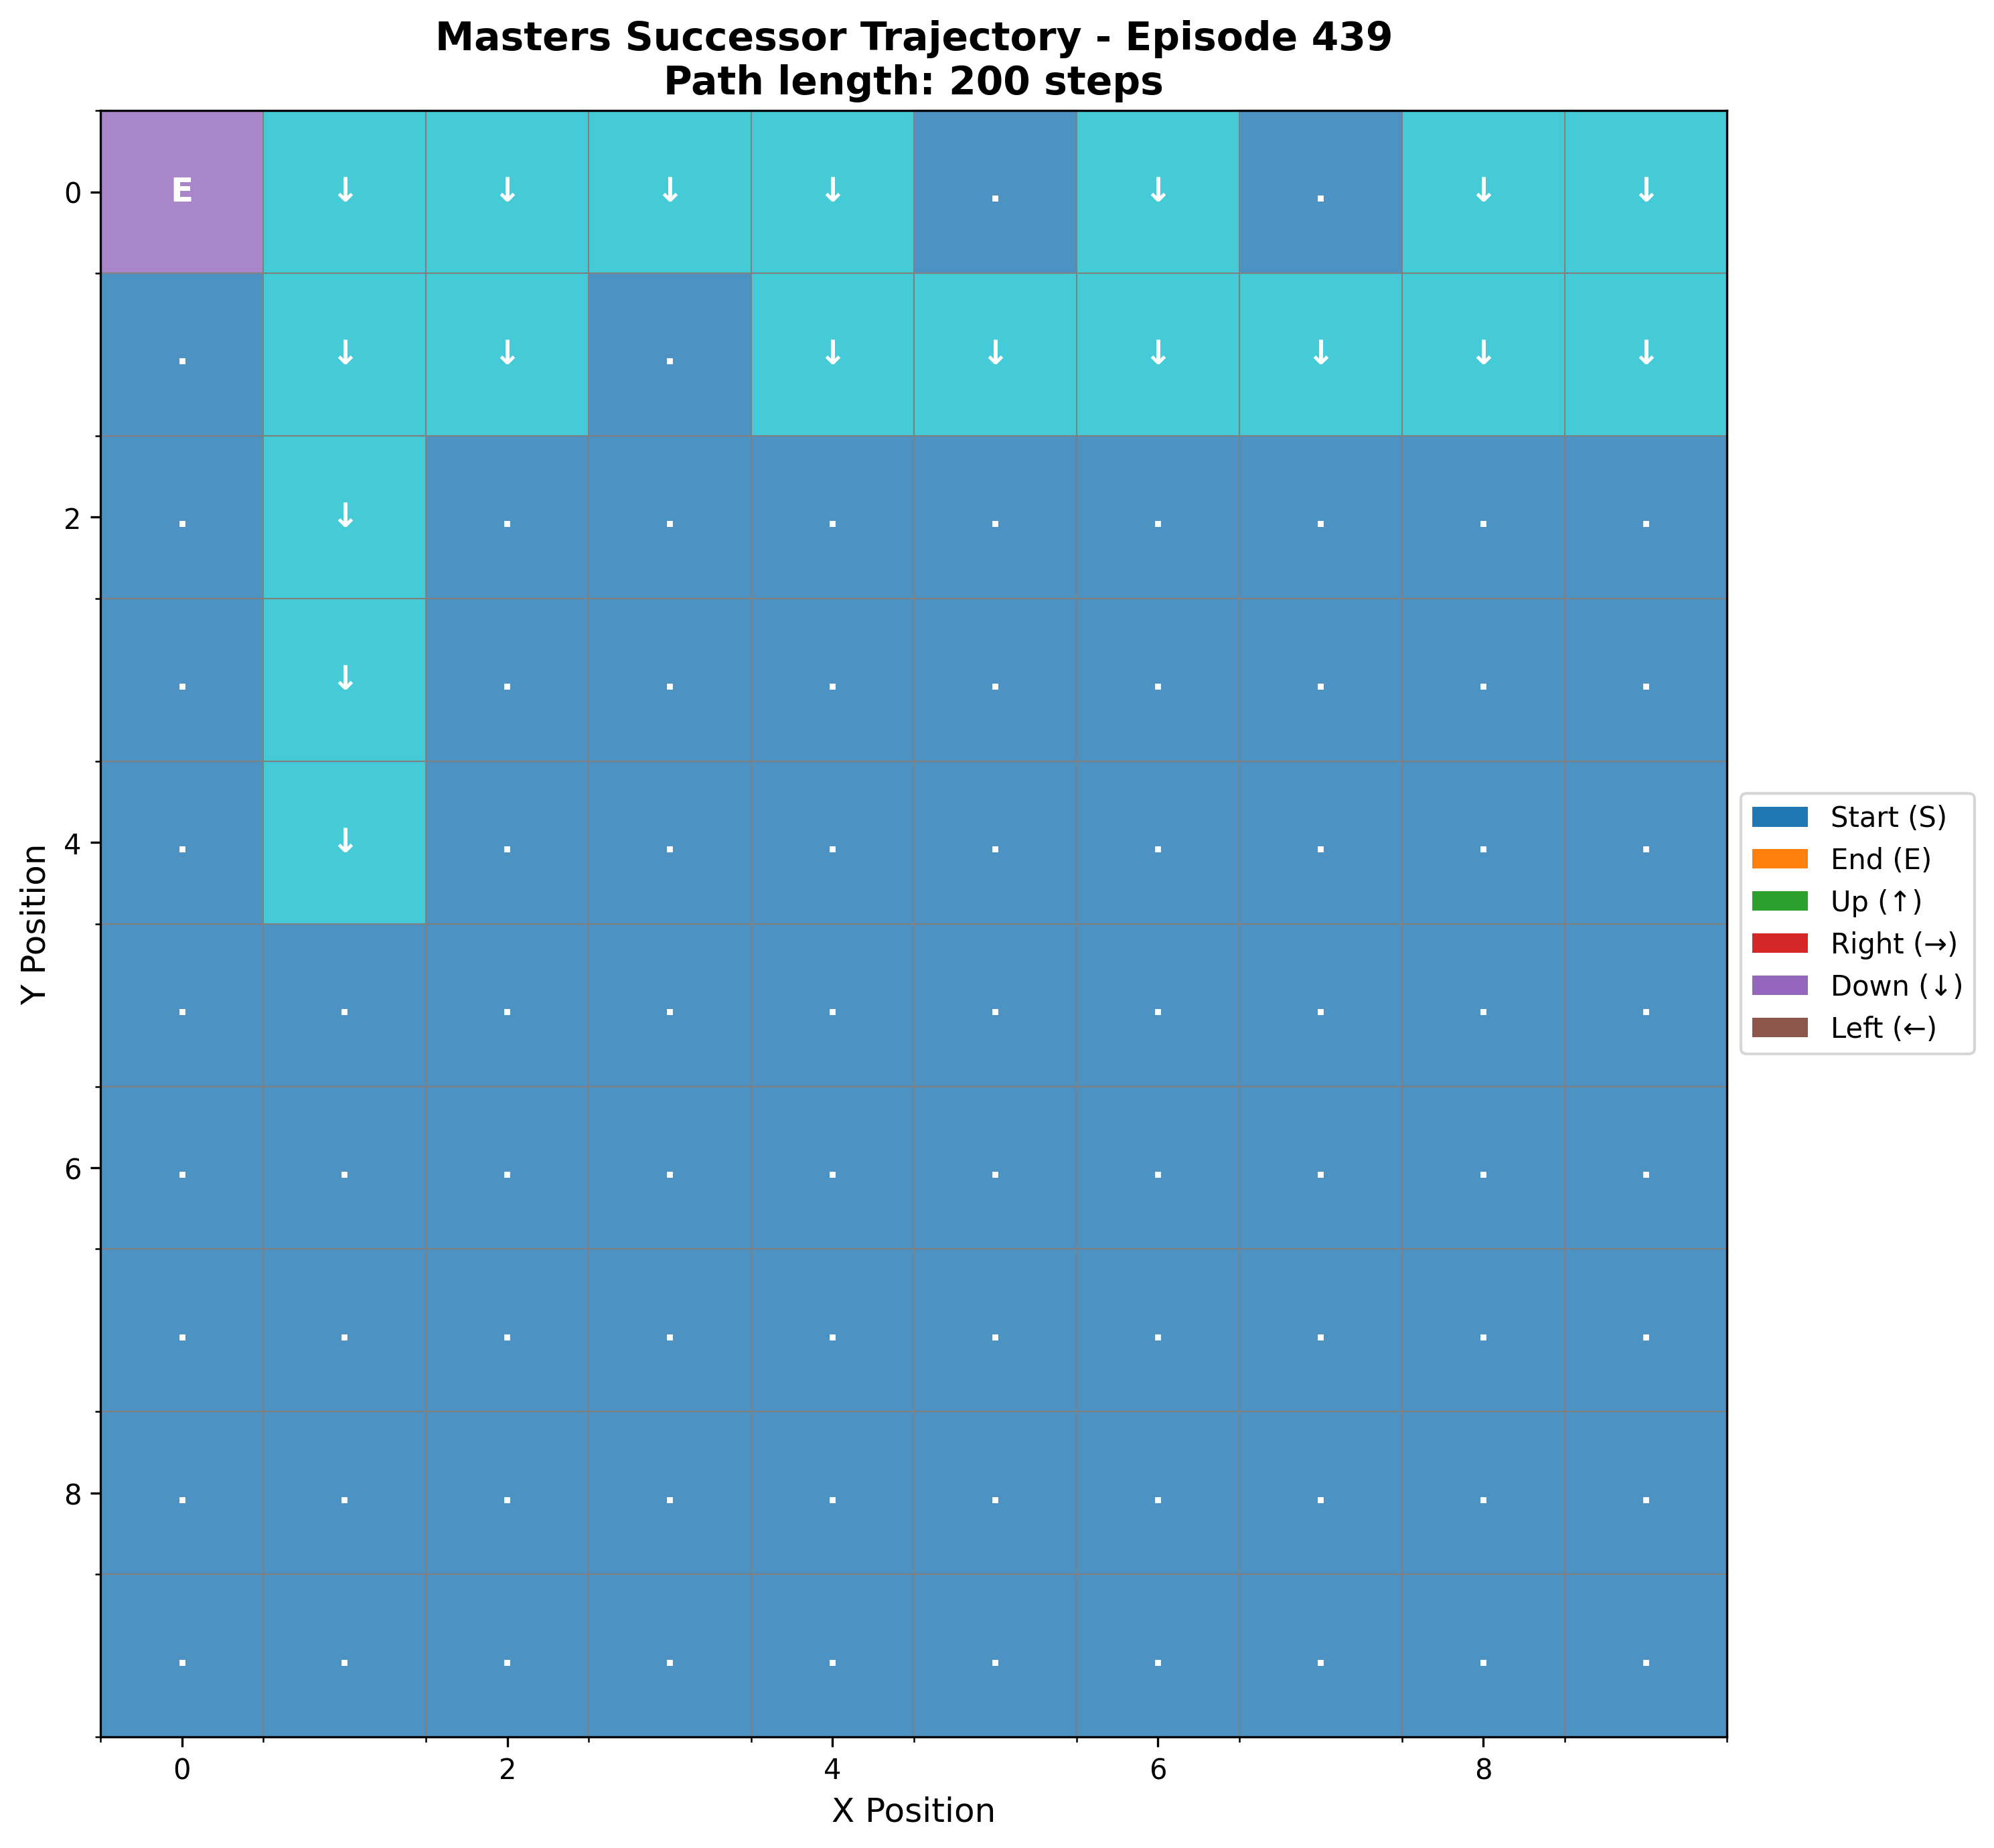 Masters Successor Trajectory - Episode 439
Path length: 200 steps
0 E ↓ ↓ ↓ ↓ . ↓ . ↓ ↓
. ↓ ↓ . ↓ ↓ ↓ ↓ ↓ ↓
2 . ↓ . . . . . . . .
. ↓ . . . . . . . .
4 . ↓ . . . . . . . .
. . . . . . . . . .
6 . . . . . . . . . .
. . . . . . . . . .
8 . . . . . . . . . .
. . . . . . . . . .
0 2 4 6 8
X Position
Y Position
Start (S)
End (E)
Up (↑)
Right (→)
Down (↓)
Left (←)